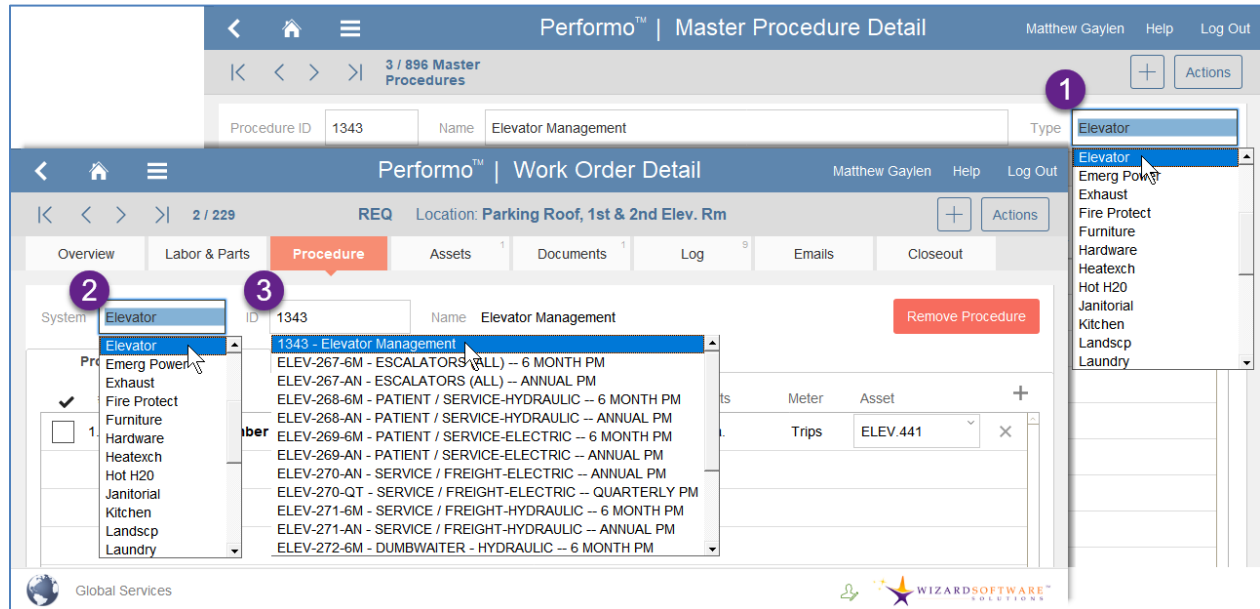 Performo™ | Master Procedure Detail
Matthew Gaylen Help Log Out
3 / 896 Master
Procedures
Actions
1
Procedure ID 1343 Name Elevator Management Type Elevator
Elevator
Emerg Power
Exhaust
Fire Protect
Furniture
Hardware
Heatexch
Hot H20
Janitorial
Kitchen
Landscp
Laundry
Performo™ | Work Order Detail
Matthew Gaylen Help Log Out
2 / 229 REQ Location: Parking Roof, 1st & 2nd Elev. Rm Actions
Overview Labor & Parts Procedure Assets 1 Documents 1 Log 9 Emails Closeout
2 3
System Elevator ID 1343 Name Elevator Management Remove Procedure
Elevator
Emerg Power
Exhaust
Fire Protect
Furniture
Hardware
Heatexch
Hot H20
Janitorial
Kitchen
Landscp
Laundry
1343 - Elevator Management
ELEV-267-6M - ESCALATORS (ALL) -- 6 MONTH PM
ELEV-267-AN - ESCALATORS (ALL) -- ANNUAL PM
ELEV-268-6M - PATIENT / SERVICE-HYDRAULIC -- 6 MONTH PM
ELEV-268-AN - PATIENT / SERVICE-HYDRAULIC -- ANNUAL PM
ELEV-269-6M - PATIENT / SERVICE-ELECTRIC -- 6 MONTH PM
ELEV-269-AN - PATIENT / SERVICE-ELECTRIC -- ANNUAL PM
ELEV-270-AN - SERVICE / FREIGHT-ELECTRIC -- ANNUAL PM
ELEV-270-QT - SERVICE / FREIGHT-ELECTRIC -- QUARTERLY PM
ELEV-271-6M - SERVICE / FREIGHT-HYDRAULIC -- 6 MONTH PM
ELEV-271-AN - SERVICE / FREIGHT-HYDRAULIC -- ANNUAL PM
ELEV-272-6M - DUMBWAITER - HYDRAULIC -- 6 MONTH PM
Meter Asset
1. Trips ELEV.441
Global Services
WIZARDSOFTWARE™
SOLUTIONS